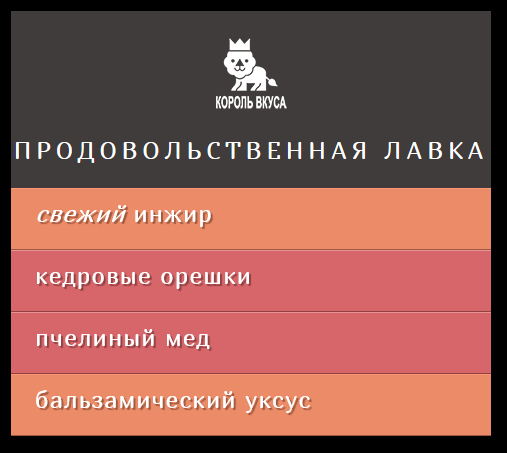 КОРОЛЬ ВКУСА
ПРОДОВОЛЬСТВЕННАЯ ЛАВКА
свежий инжир
кедровые орешки
пчелиный мед
бальзамический уксус